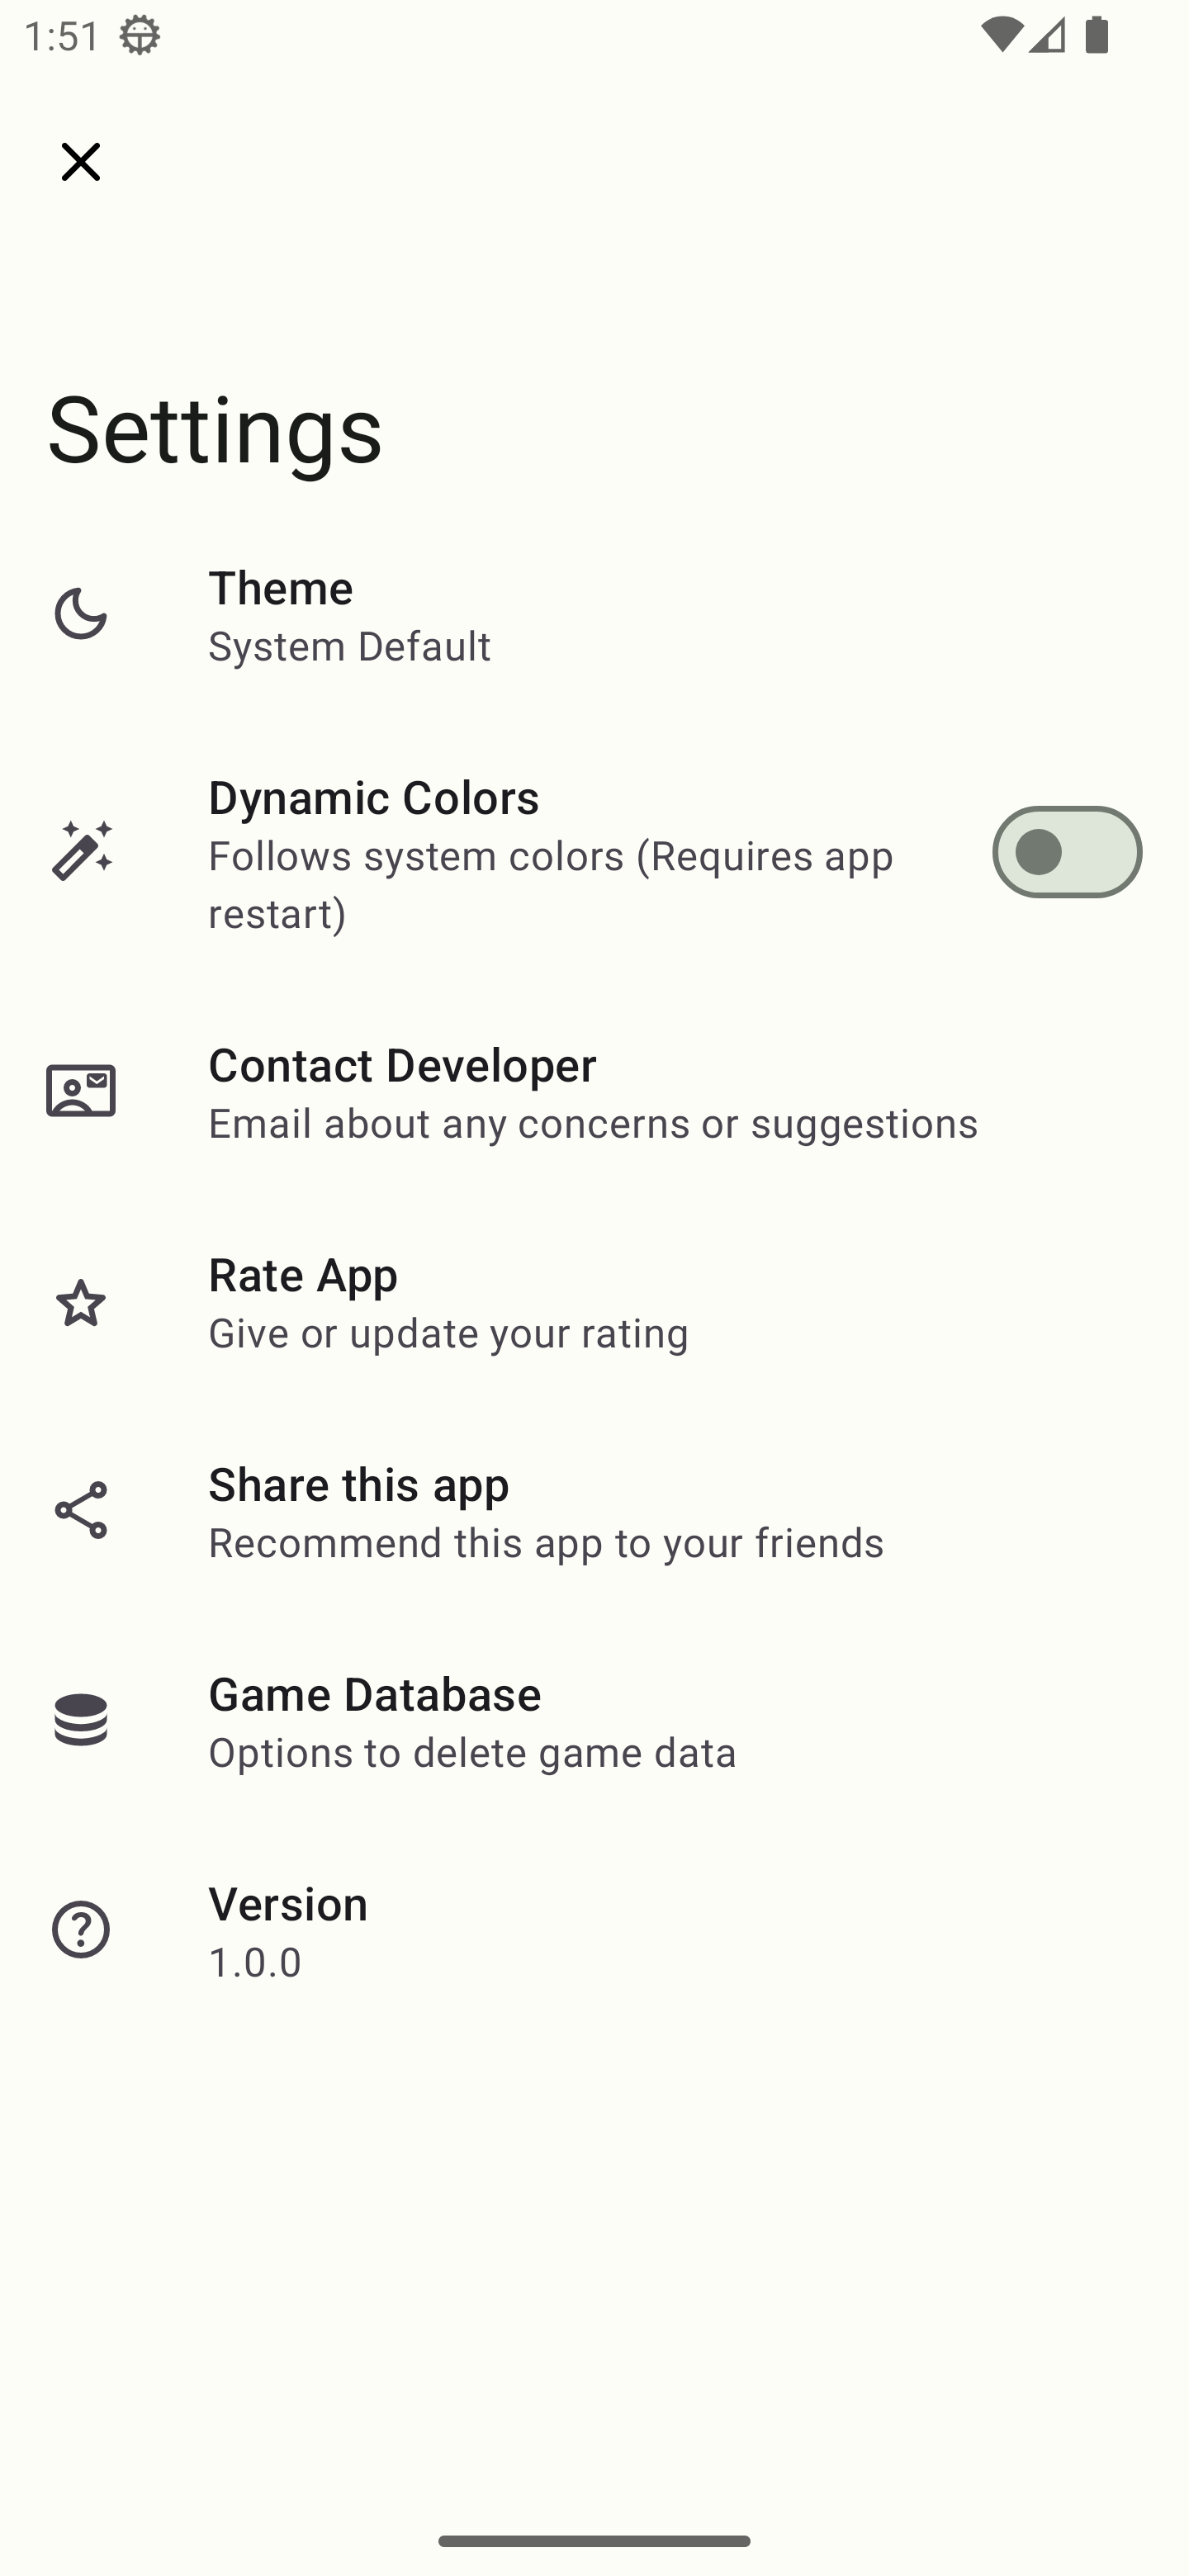 1:51
Settings
Theme
System Default
Dynamic Colors
Follows system colors (Requires app
restart)
Contact Developer
Email about any concerns or suggestions
Rate App
Give or update your rating
Share this app
Recommend this app to your friends
Game Database
Options to delete game data
Version
1.0.0